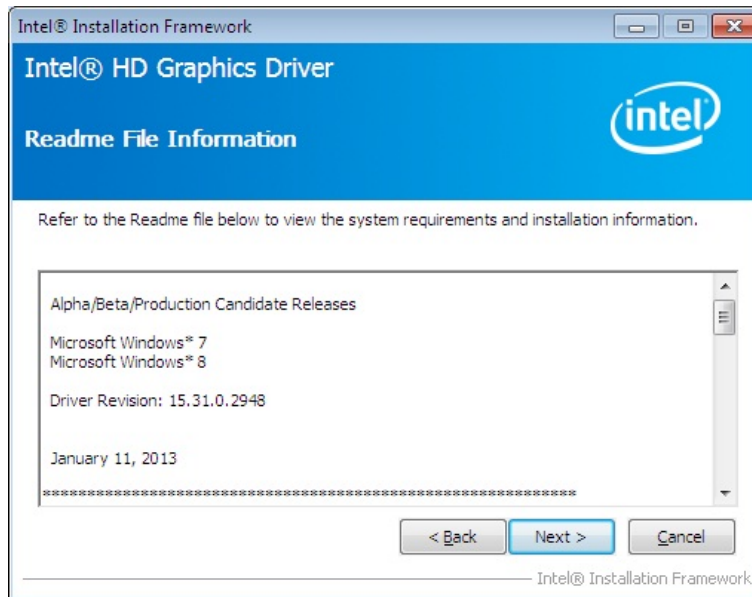 Intel® Installation Framework
Intel® HD Graphics Driver
intel®
Readme File Information
Refer to the Readme file below to view the system requirements and installation information.
Alpha/Beta/Production Candidate Releases
Microsoft Windows* 7
Microsoft Windows* 8
Driver Revision: 15.31.0.2948
January 11, 2013
************************************************************
< Back
Next >
Cancel
Intel® Installation Framework